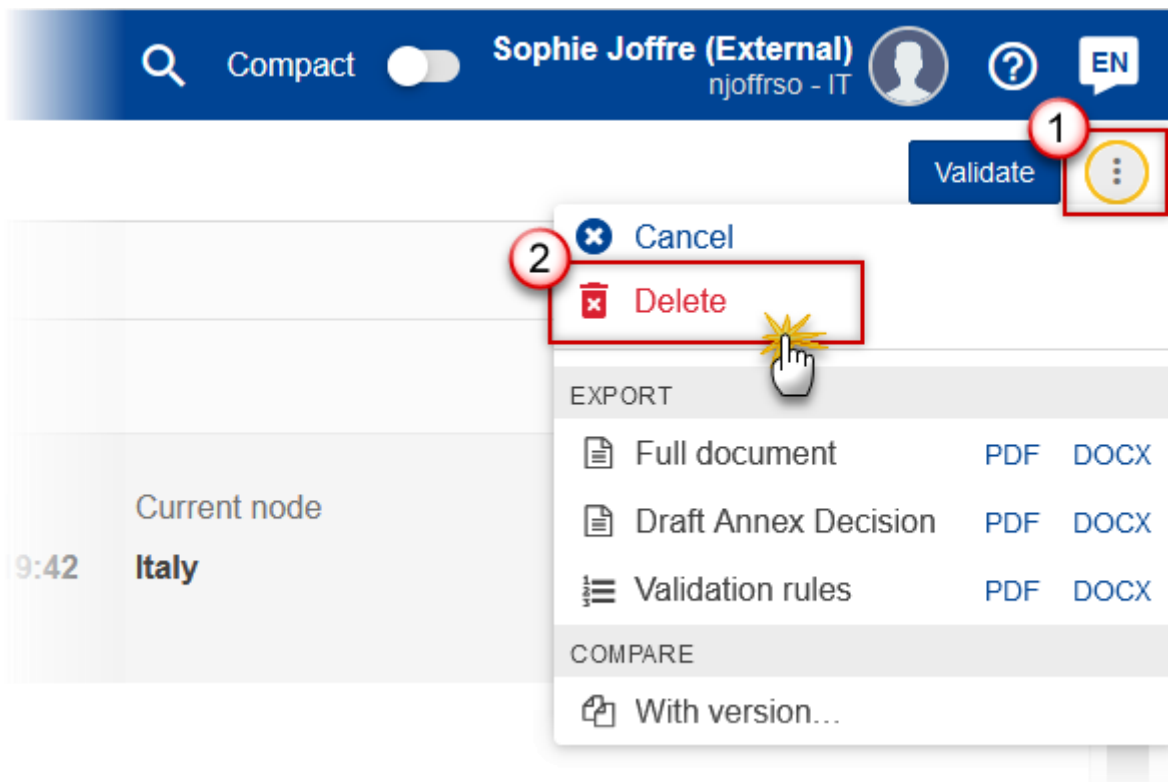 Compact
Sophie Joffre (External)
njoffrso - IT
EN
1
Validate
Cancel
2
Delete
EXPORT
Full document PDF DOCX
Current node
Draft Annex Decision PDF DOCX
9:42 Italy
Validation rules PDF DOCX
COMPARE
With version...